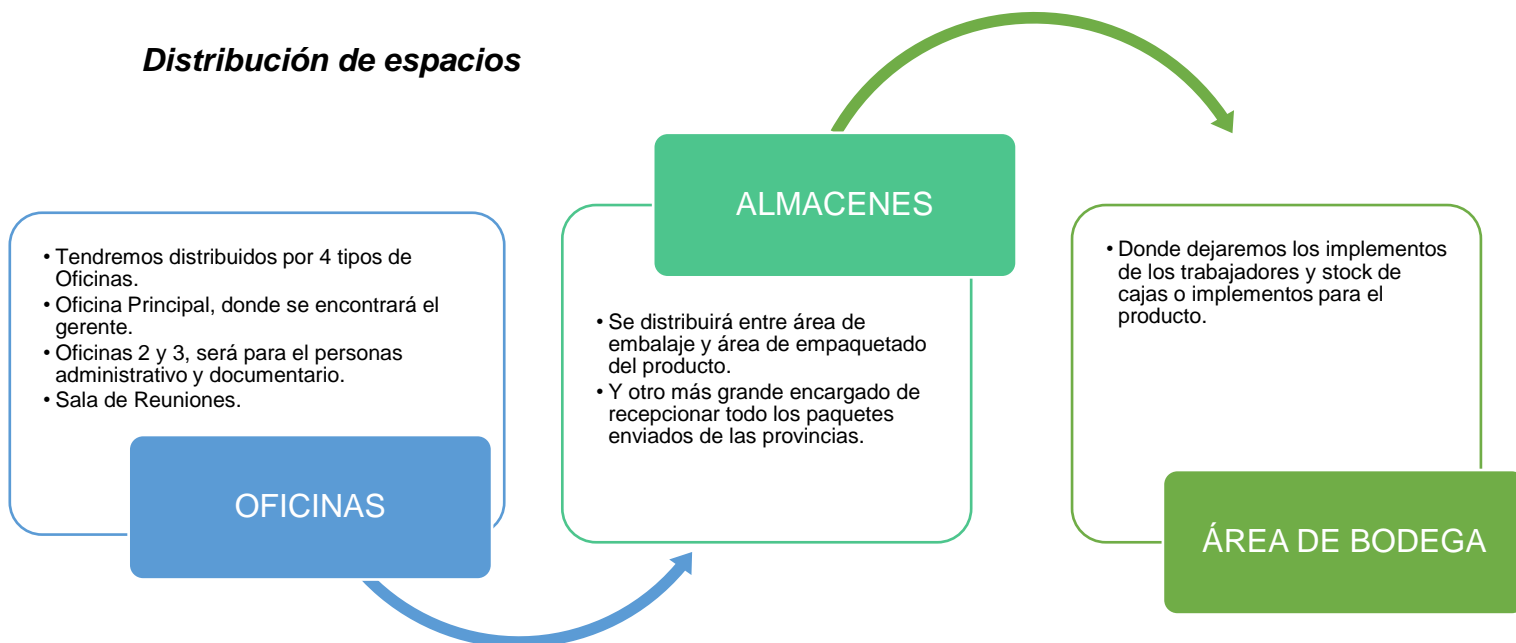 Distribución de espacios
• Tendremos distribuidos por 4 tipos de
Oficinas.
• Oficina Principal, donde se encontrará el
gerente.
• Oficinas 2 y 3, será para el personas
administrativo y documentario.
• Sala de Reuniones.
OFICINAS
ALMACENES
• Se distribuirá entre área de
embalaje y área de empaquetado
del producto.
• Y otro más grande encargado de
recepcionar todo los paquetes
enviados de las provincias.
• Donde dejaremos los implementos
de los trabajadores y stock de
cajas o implementos para el
producto.
ÁREA DE BODEGA